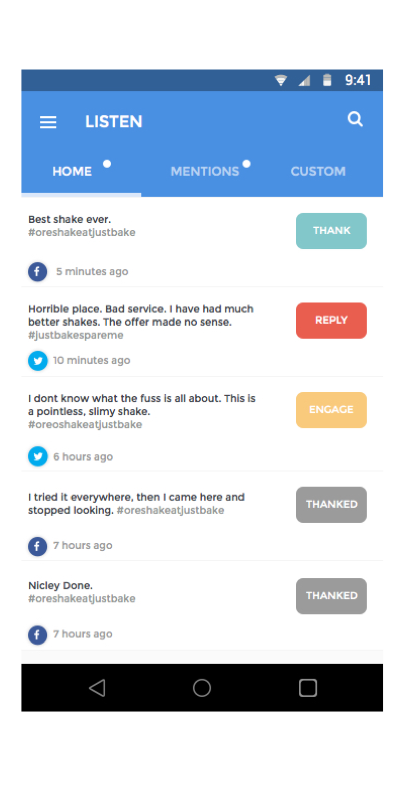 9:41
LISTEN
HOME MENTIONS CUSTOM
Best shake ever.
#oreshakeatjustbake
THANK
5 minutes ago
Horrible place. Bad service. I have had much
better shakes. The offer made no sense.
#justbakespareme
REPLY
10 minutes ago
I dont know what the fuss is all about. This is
a pointless, slimy shake.
#oreoshakeatjustbake
ENGAGE
6 hours ago
I tried it everywhere, then I came here and
stopped looking. #oreshakeatjustbake
THANKED
7 hours ago
Nicley Done.
#oreshakeatjustbake
THANKED
7 hours ago